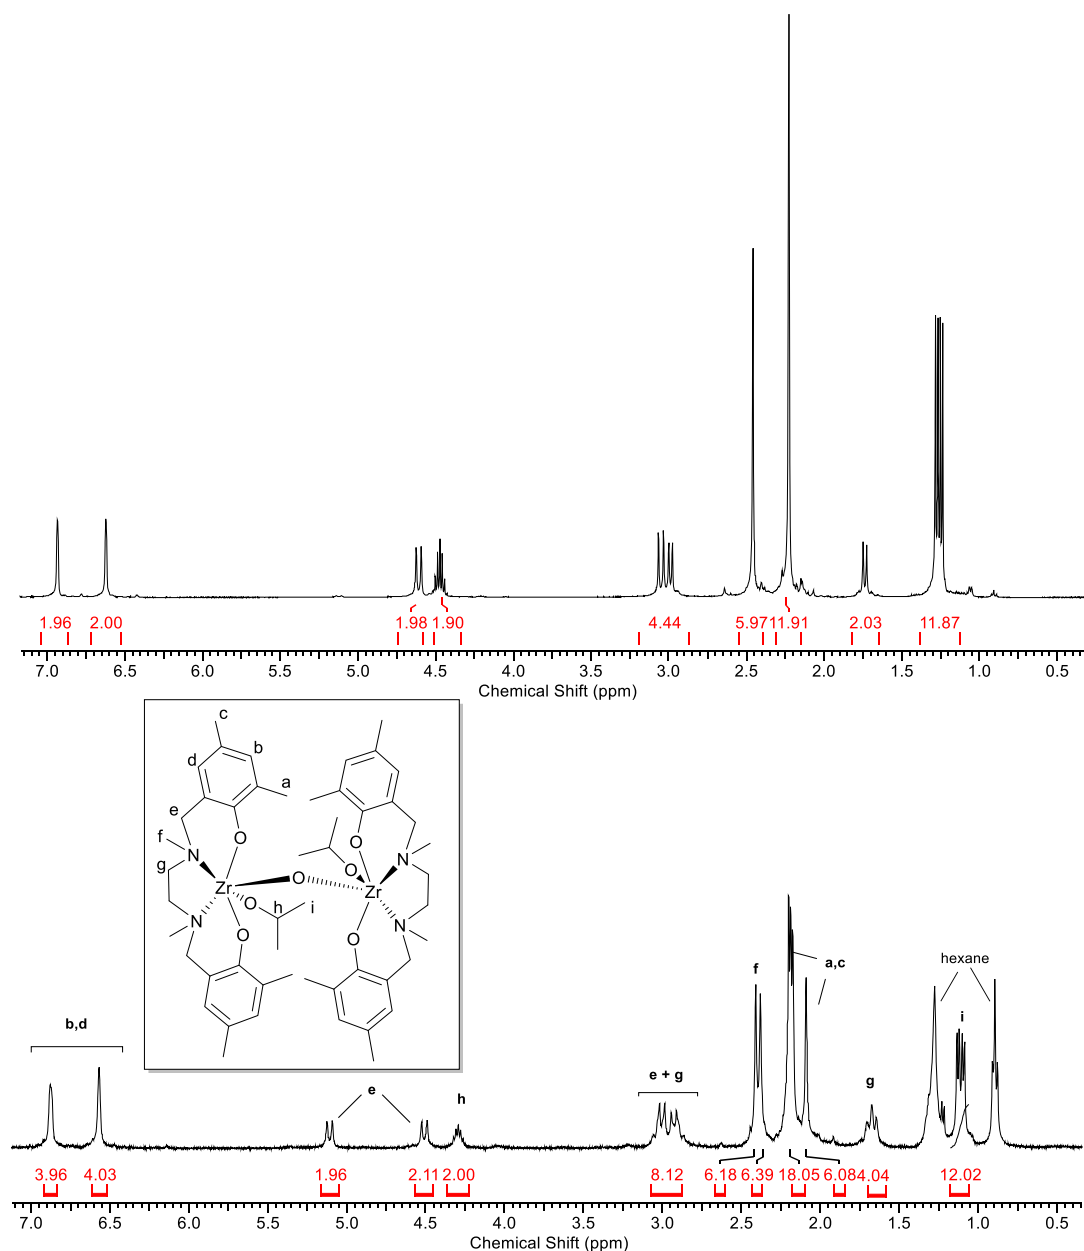 1.96 2.00 1.98 1.90 4.44 5.97 11.91 2.03 11.87
7.0 6.5 6.0 5.5 5.0 4.5 4.0 3.5 3.0 2.5 2.0 1.5 1.0 0.5
Chemical Shift (ppm)
c
b
d
a
e
f
O
N
g
Zr
O
h
i
N
O
O
O
N
O
Zr
N
O
b,d
e
h
e + g
f
a,c
g
hexane
i
3.96 4.03 1.96 2.11 2.00 8.12 6.18 6.39 18.05 6.08 4.04 12.02
7.0 6.5 6.0 5.5 5.0 4.5 4.0 3.5 3.0 2.5 2.0 1.5 1.0 0.5
Chemical Shift (ppm)